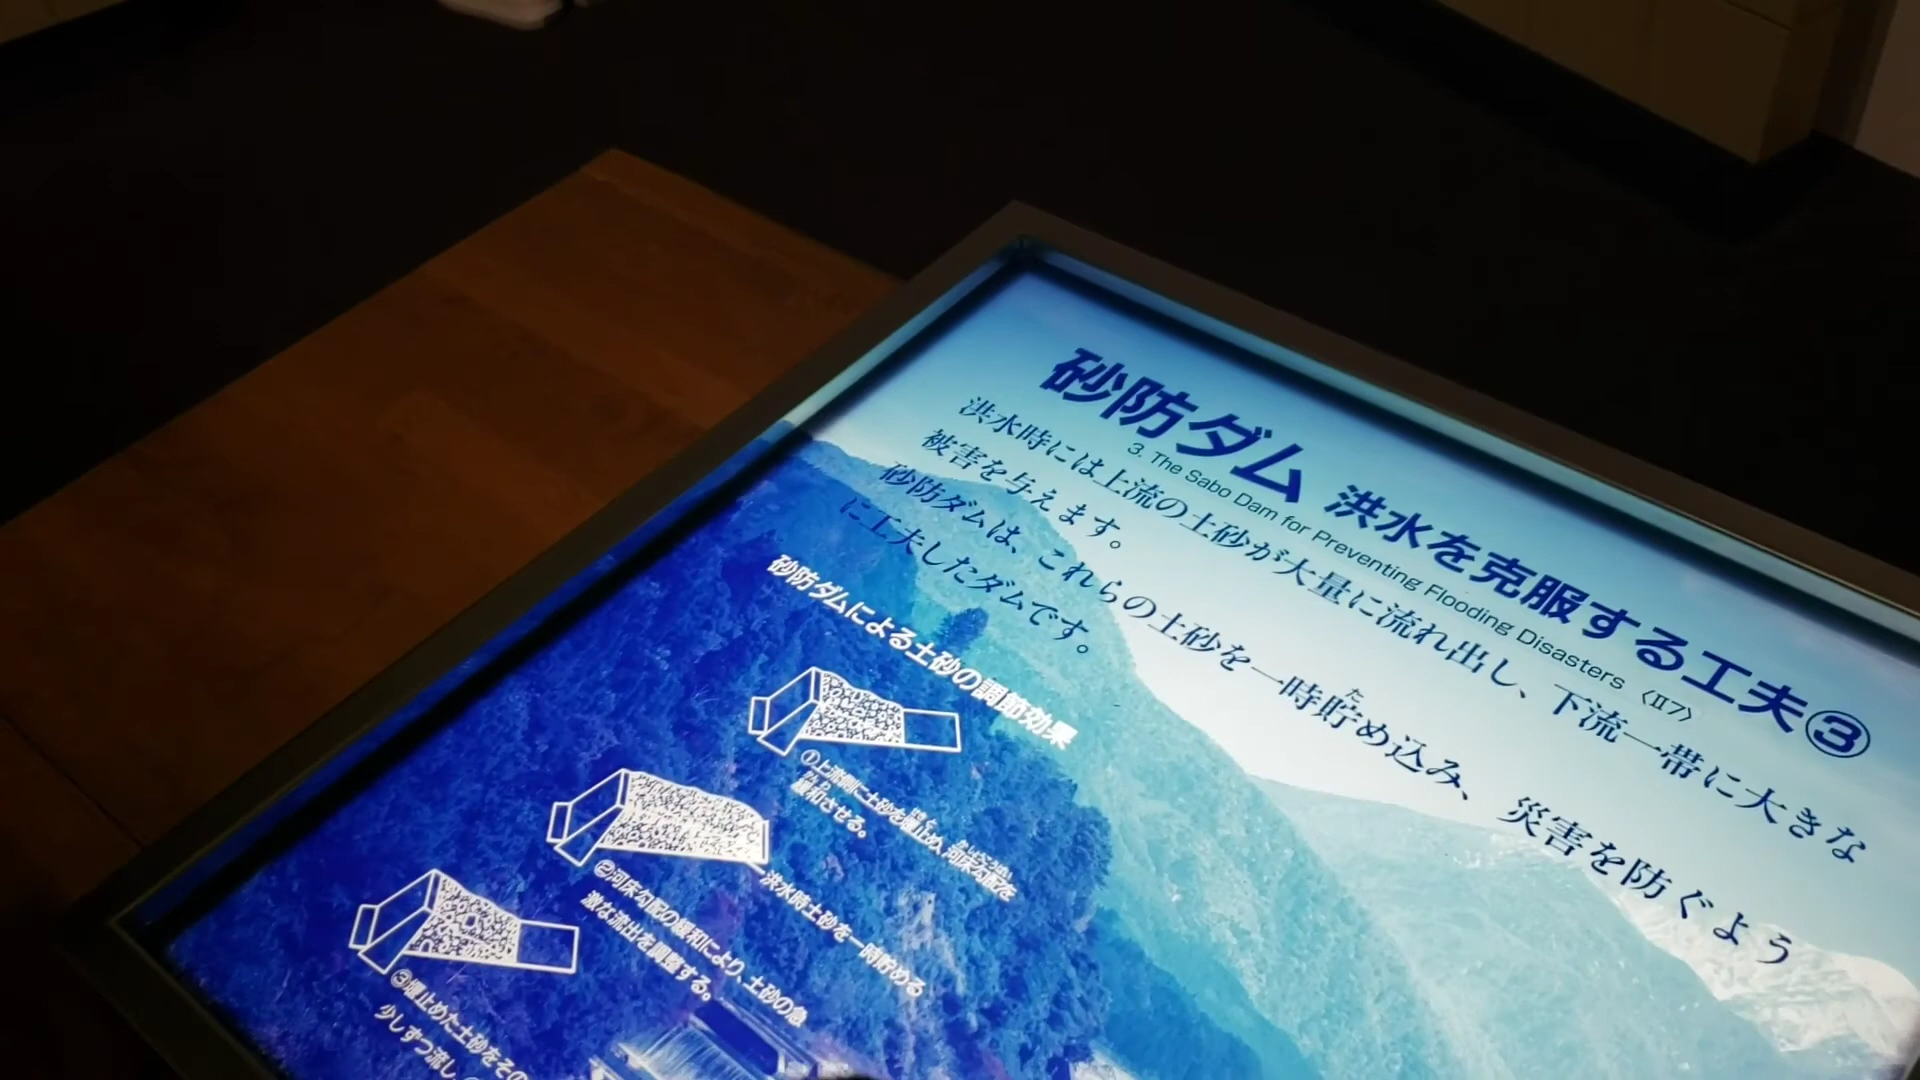 砂防ダム 洪水を克服する工夫③
3. The Sabo Dam for Preventing Flooding Disasters 〈Ⅱ7〉
洪水時には上流の土砂が大量に流れ出し、下流一帯に大きな
被害を与えます。
た
砂防ダムは、これらの土砂を一時貯め込み、災害を防ぐよう
に工夫したダムです。
砂防ダムによる土砂の調節効果
①上流側に土砂を堰止め、河床勾配を
緩和させる。
洪水時土砂を一時貯める
②河床勾配の緩和により、土砂の急
激な流出を調整する。
③堰止めた土砂をその
少しずつ流し、